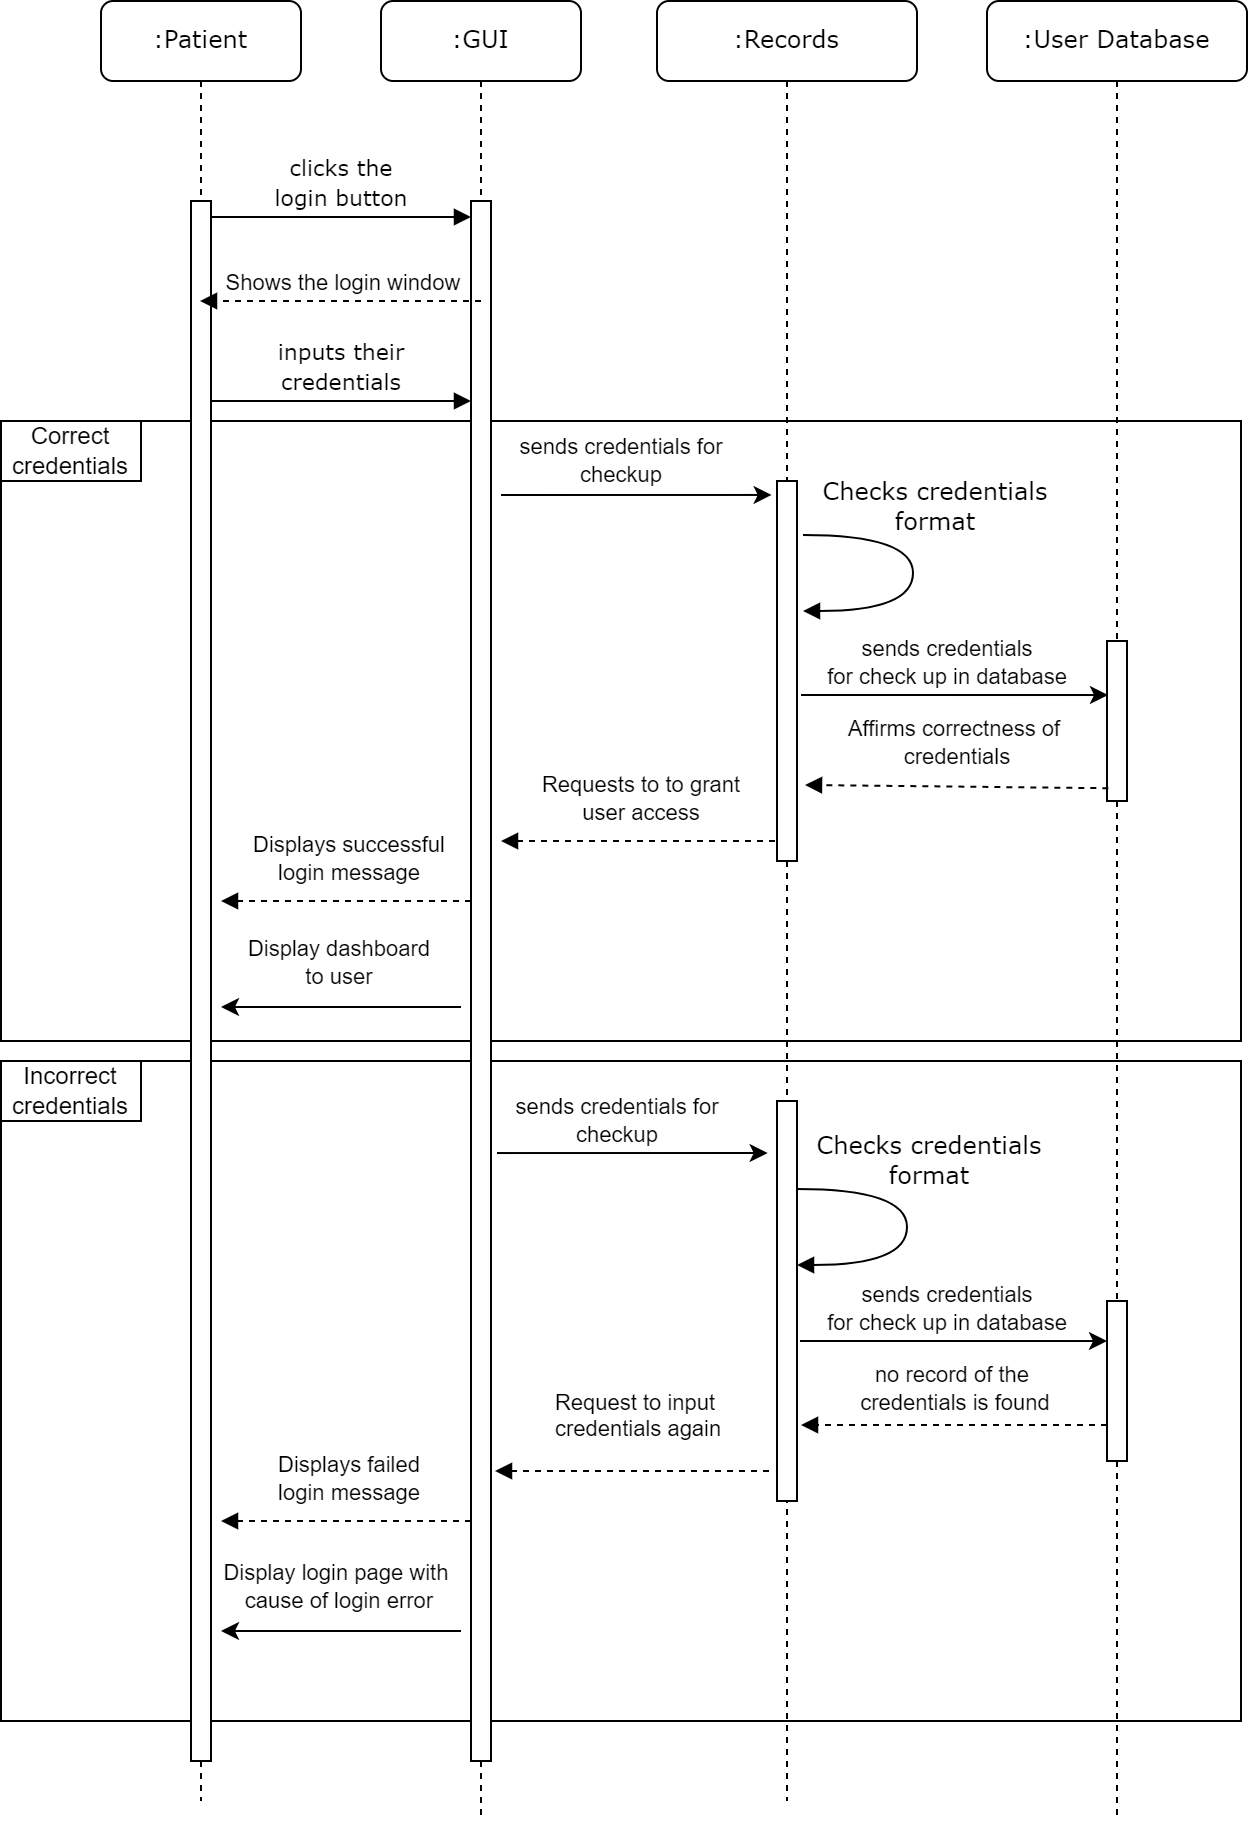 :Patient
:GUI
:Records
:User Database
clicks the
login button
Shows the login window
inputs their
credentials
Correct
credentials
sends credentials for
checkup
Checks credentials
format
sends credentials
for check up in database
Affirms correctness of
credentials
Requests to to grant
user access
Displays successful
login message
Display dashboard
to user
Incorrect
credentials
sends credentials for
checkup
Checks credentials
format
sends credentials
for check up in database
no record of the
credentials is found
Request to input
credentials again
Displays failed
login message
Display login page with
cause of login error